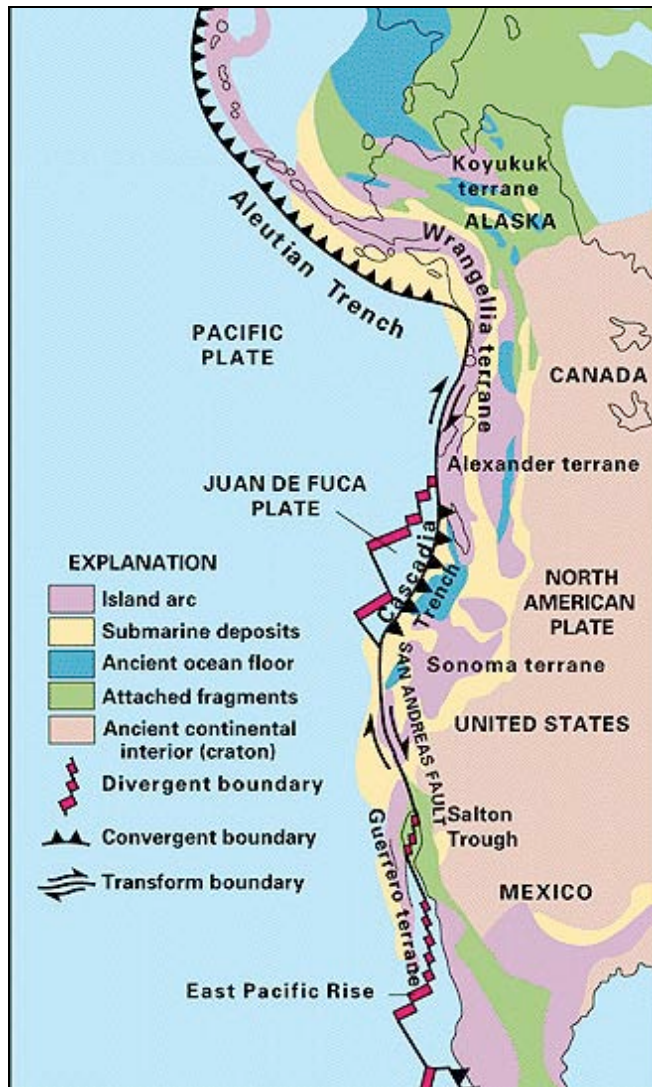 Koyukuk
terrane
ALASKA
Aleutian Trench
Wrangellia terrane
PACIFIC
PLATE
CANADA
Alexander terrane
JUAN DE FUCA
PLATE
Cascadia
Trench
EXPLANATION
Island arc
Submarine deposits
Ancient ocean floor
Attached fragments
Ancient continental
interior (craton)
Divergent boundary
Convergent boundary
Transform boundary
NORTH
AMERICAN
PLATE
Sonoma terrane
SAN ANDREAS FAULT
UNITED STATES
Salton
Trough
Guerrero terrane
MEXICO
East Pacific Rise